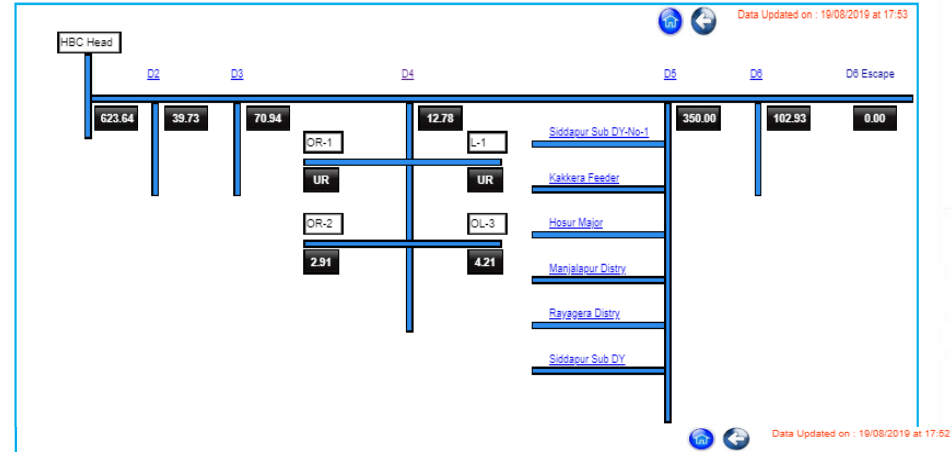 Data Updated on : 19/08/2019 at 17:53
HBC Head
D2 D3 D4 D5 D6 D6 Escape
623.64 39.73 70.94 12.78 350.00 102.93 0.00
OR-1 L-1
UR UR
OR-2 OL-3
2.91 4.21
Siddapur Sub DY-No-1
Kakkera Feeder
Hosur Major
Manjalapur Distry
Rayagera Distry
Siddapur Sub DY
Data Updated on : 19/08/2019 at 17:52